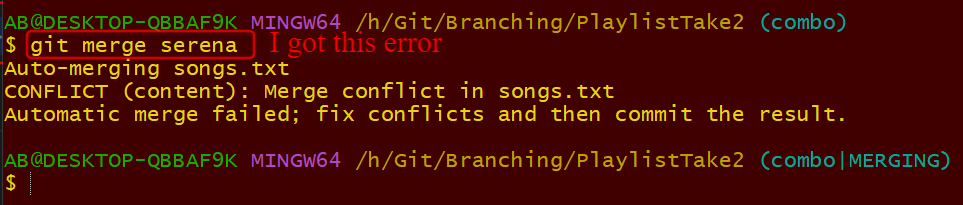 AB@DESKTOP-QBBAF9K MINGW64 /h/Git/Branching/PlaylistTake2 (combo)
$ git merge serena I got this error
Auto-merging songs.txt
CONFLICT (content): Merge conflict in songs.txt
Automatic merge failed; fix conflicts and then commit the result.
AB@DESKTOP-QBBAF9K MINGW64 /h/Git/Branching/PlaylistTake2 (combo|MERGING)
$